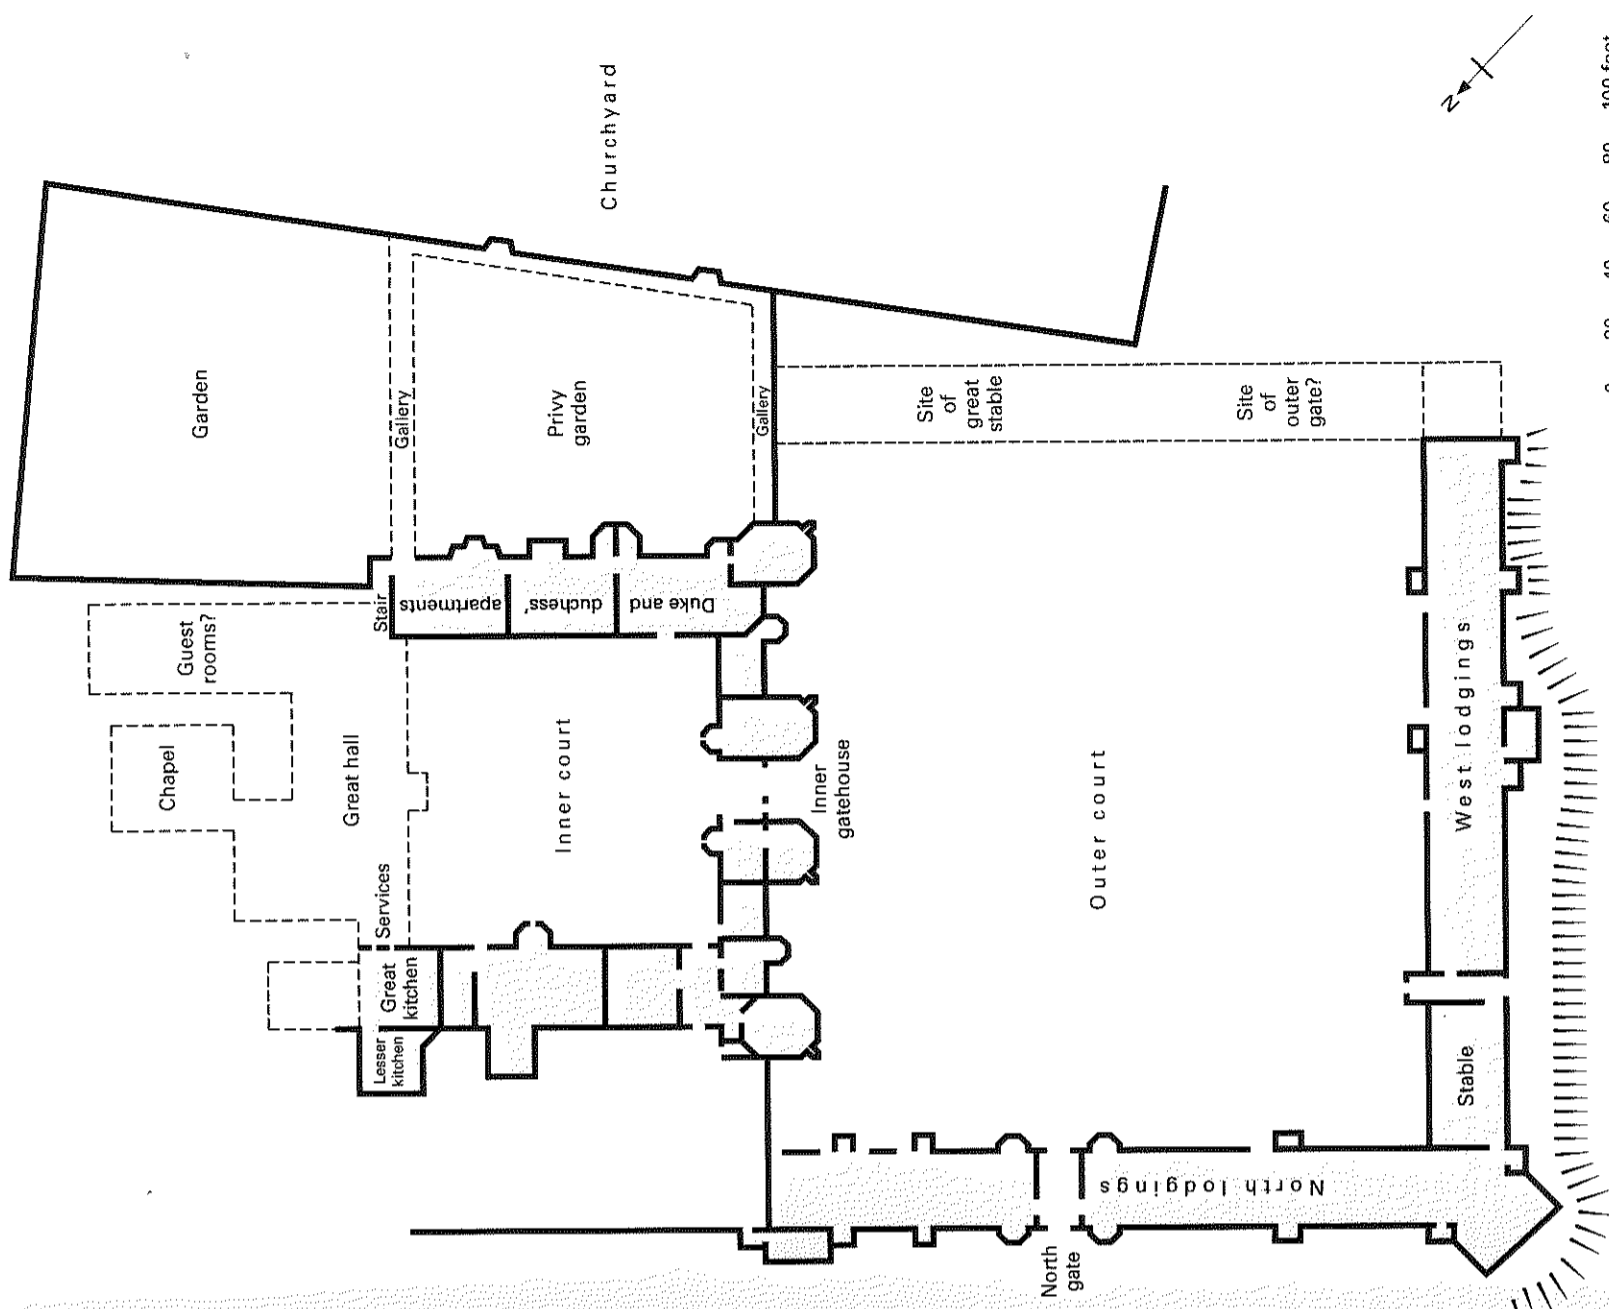 Churchyard
N
Garden
Gallery
Privy
garden
Gallery
Site
of
great
stable
Site
of
outer
gate?
Stair
Duke and
duchess'
apartments
Guest
rooms?
Chapel
Great hall
Inner court
Services
Great
kitchen
Lesser
kitchen
Inner
gatehouse
Outer court
West lodgings
Stable
North lodgings
North
gate